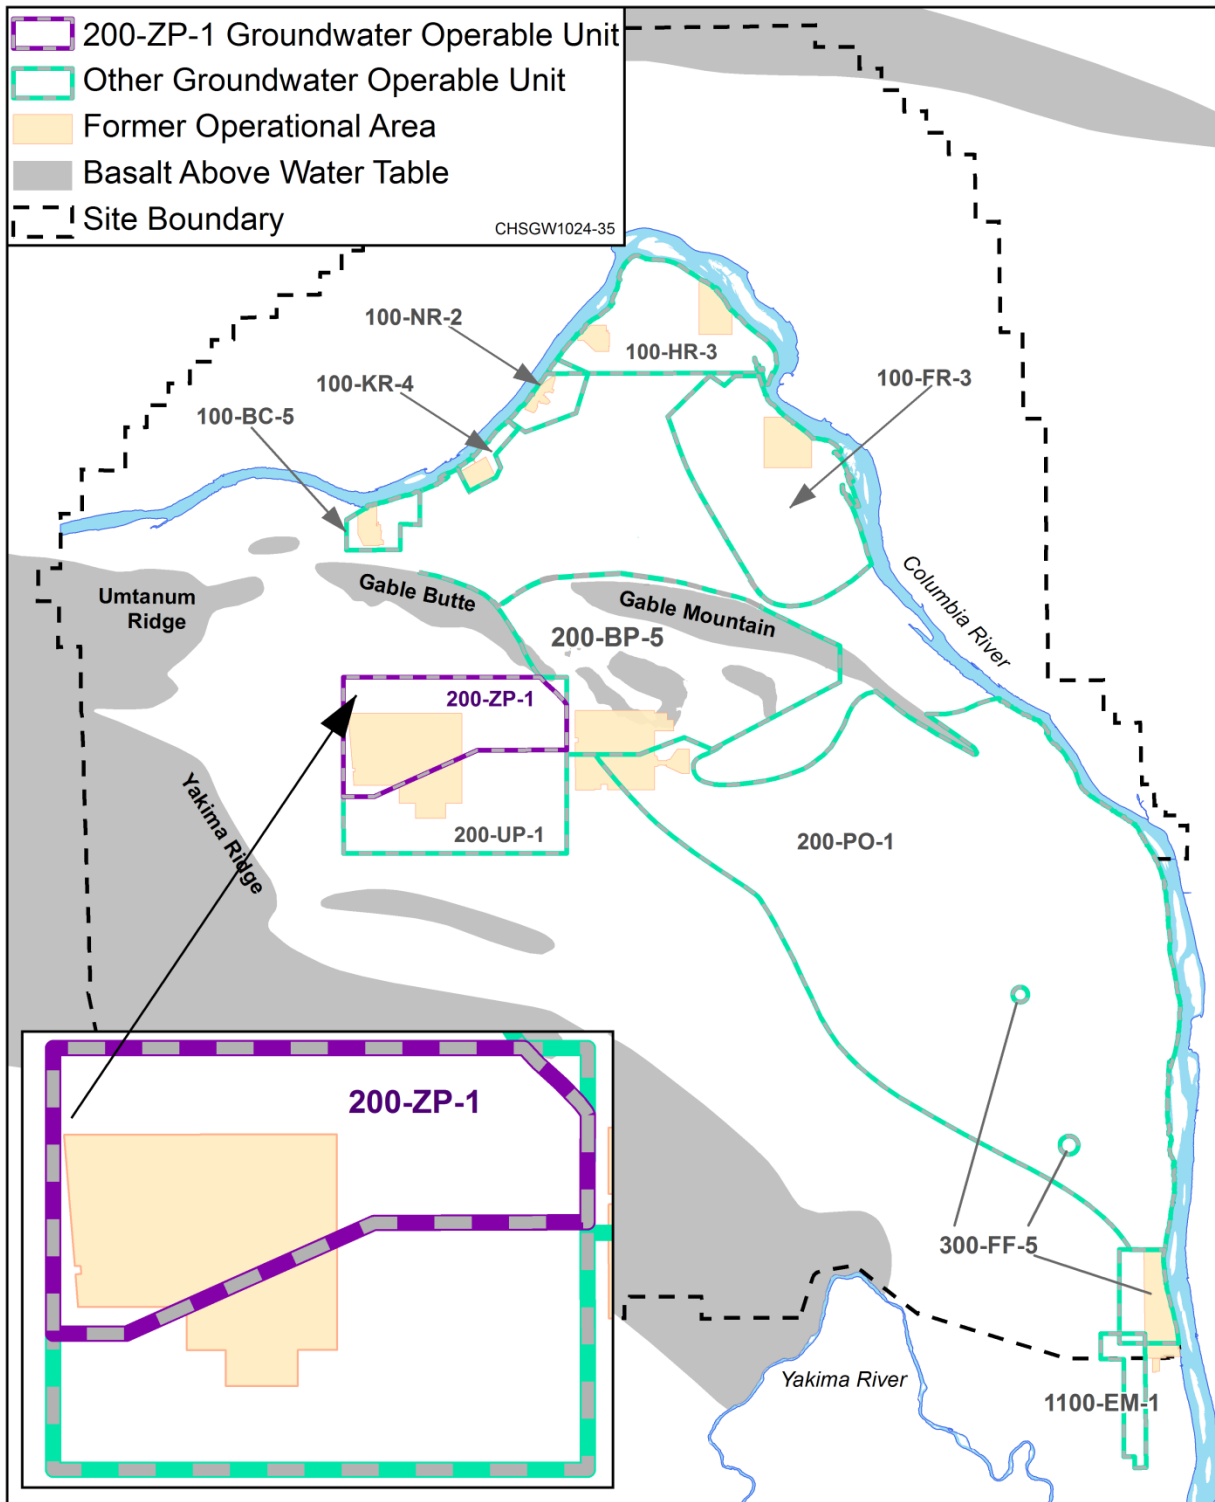 200-ZP-1 Groundwater Operable Unit
Other Groundwater Operable Unit
Former Operational Area
Basalt Above Water Table
Site Boundary
CHSGW1024-35
100-NR-2
100-HR-3
100-KR-4
100-FR-3
100-BC-5
Columbia River
Umtanum
Ridge
Gable Butte
Gable Mountain
200-BP-5
200-ZP-1
Yakima Ridge
200-UP-1
200-PO-1
200-ZP-1
300-FF-5
Yakima River
1100-EM-1